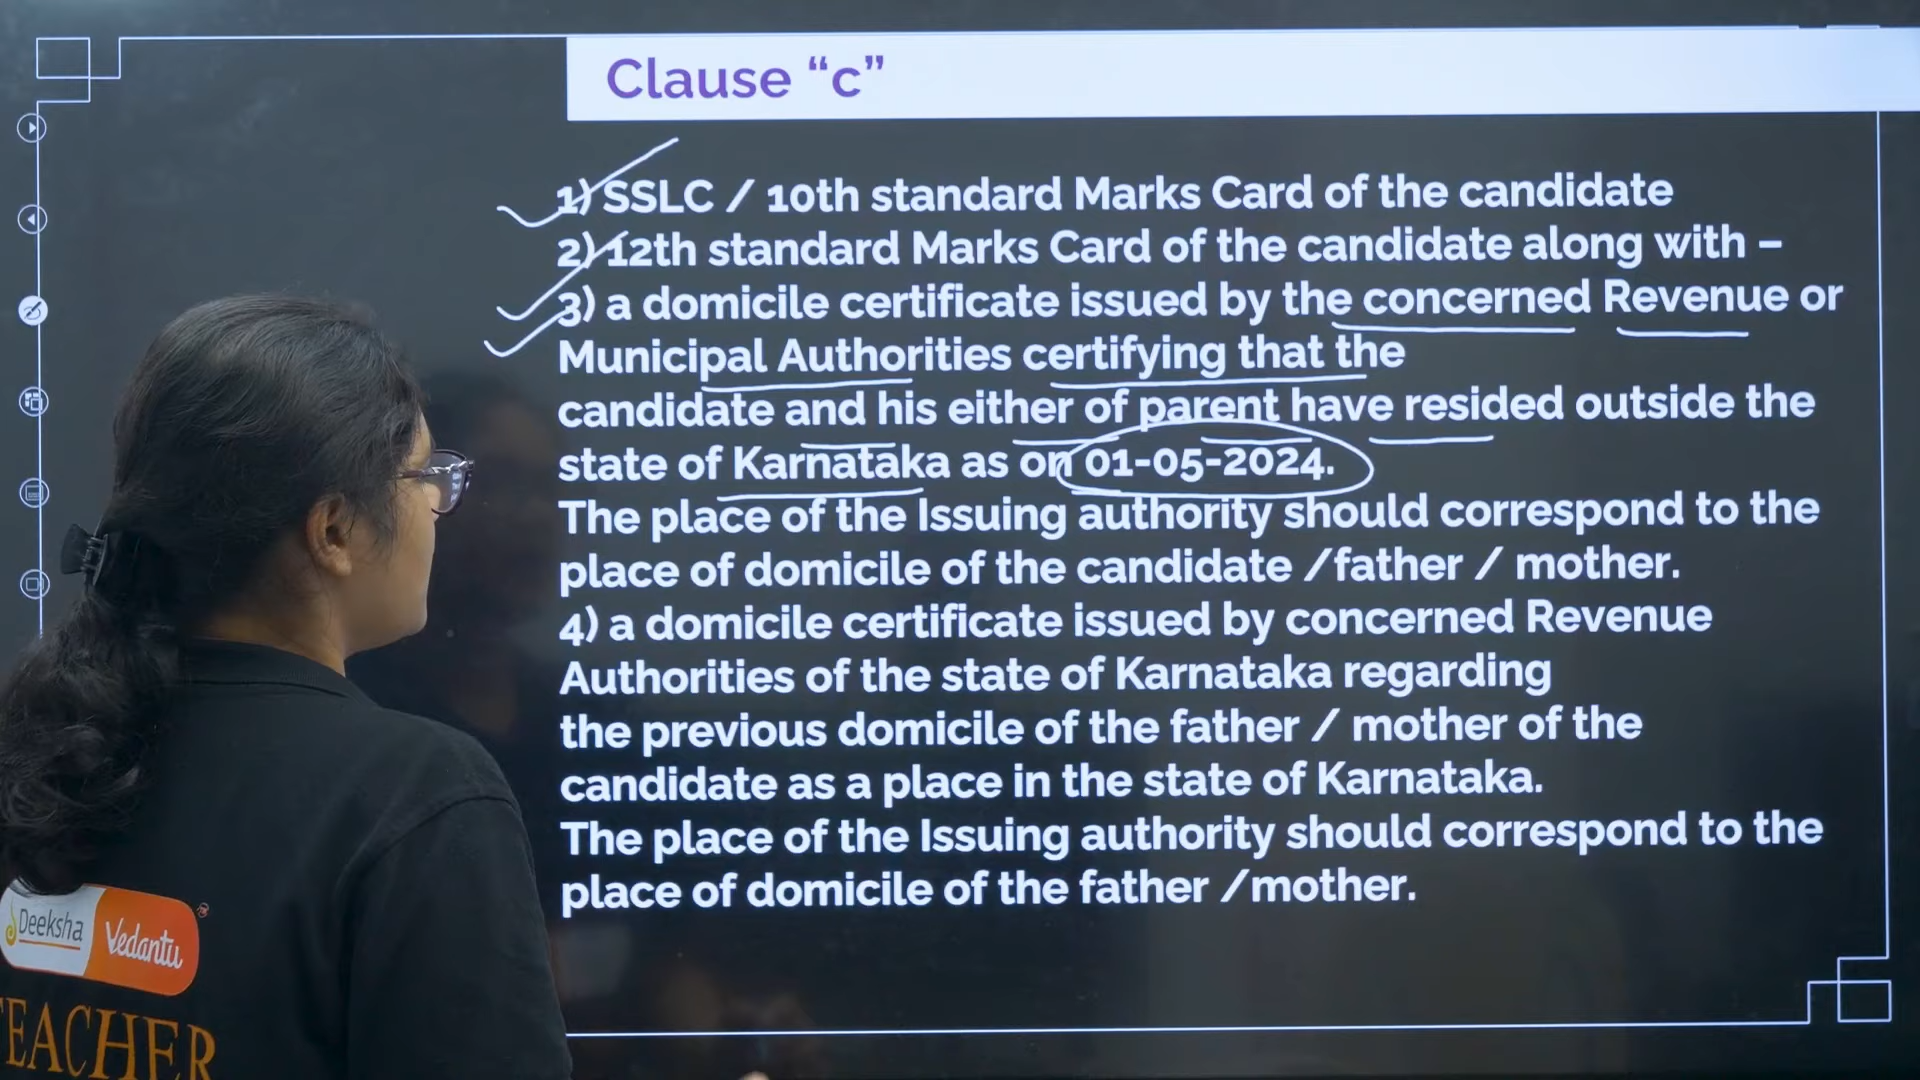 Clause “c”
1) SSLC / 10th standard Marks Card of the candidate
2) 12th standard Marks Card of the candidate along with –
3) a domicile certificate issued by the concerned Revenue or
Municipal Authorities certifying that the
candidate and his either of parent have resided outside the
state of Karnataka as on 01-05-2024.
The place of the Issuing authority should correspond to the
place of domicile of the candidate /father / mother.
4) a domicile certificate issued by concerned Revenue
Authorities of the state of Karnataka regarding
the previous domicile of the father / mother of the
candidate as a place in the state of Karnataka.
The place of the Issuing authority should correspond to the
place of domicile of the father /mother.
Deeksha
Vedantu
TEACHER